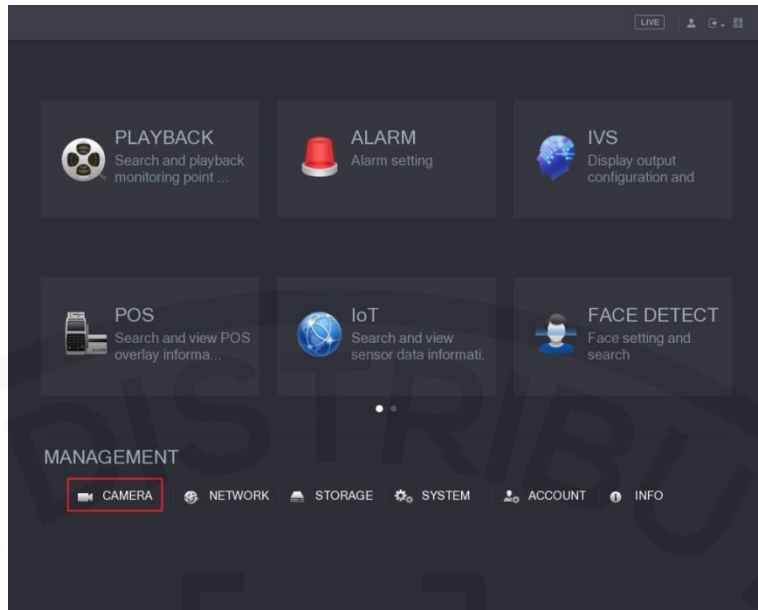 LIVE
PLAYBACK
Search and playback
monitoring point ...
ALARM
Alarm setting
IVS
Display output
configuration and
POS
Search and view POS
overlay informa...
IoT
Search and view
sensor data informati.
FACE DETECT
Face setting and
search
MANAGEMENT
CAMERA NETWORK STORAGE SYSTEM ACCOUNT INFO
DISTRIBU